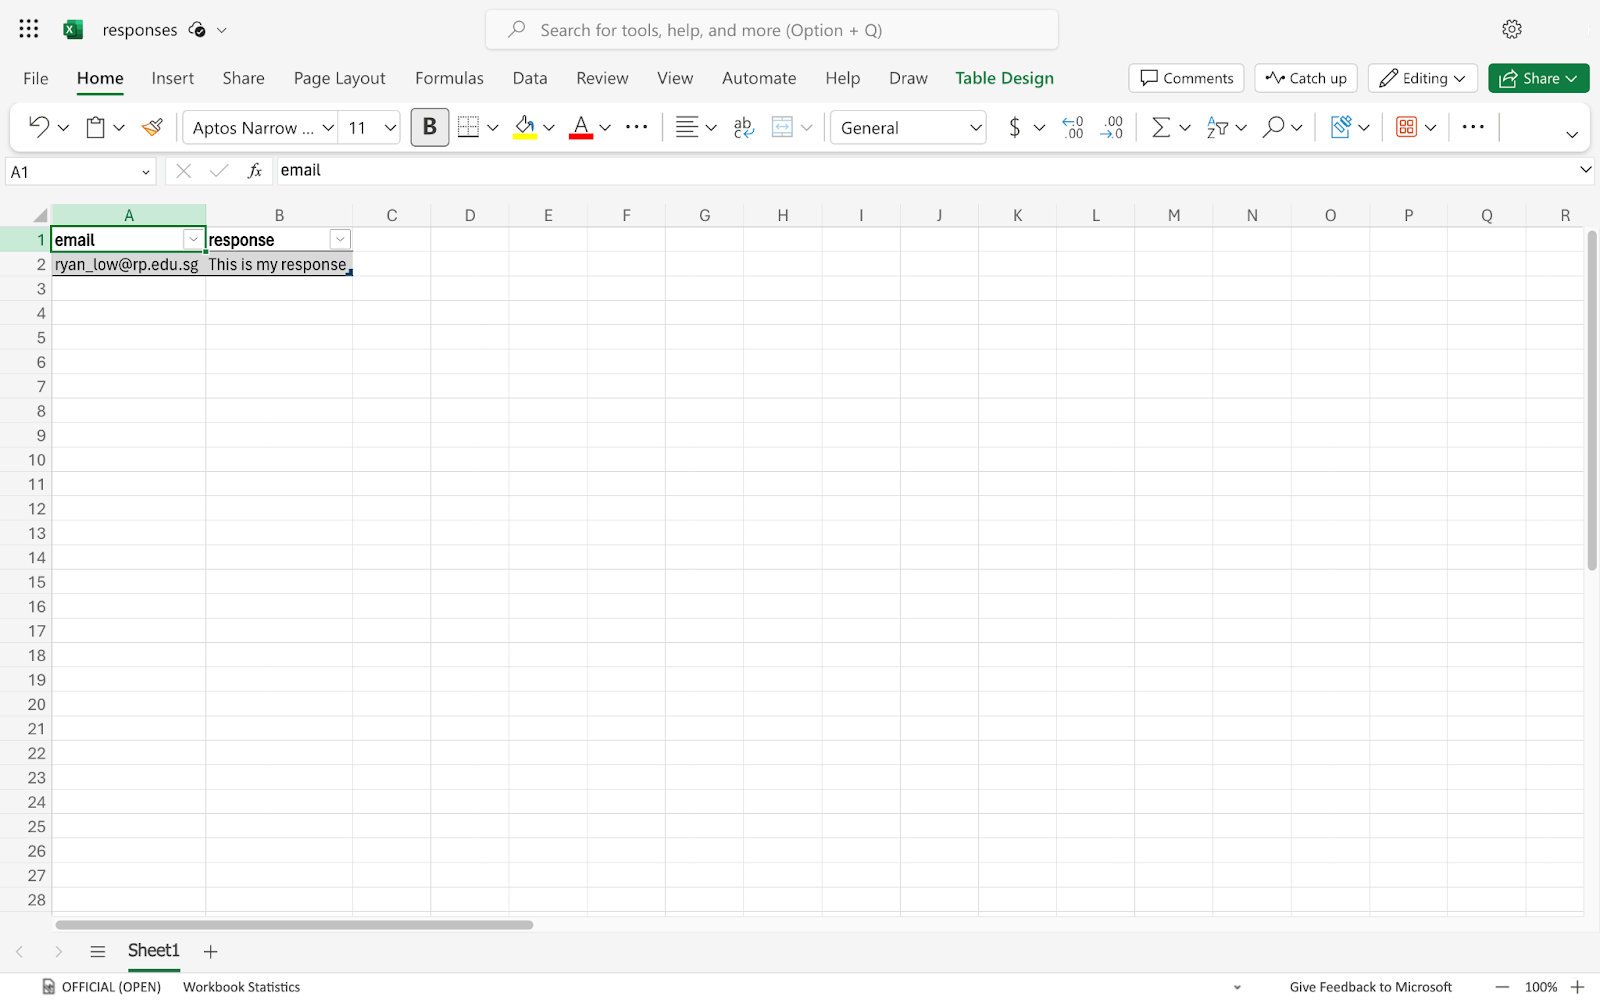 responses
Search for tools, help, and more (Option + Q)
File Home Insert Share Page Layout Formulas Data Review View Automate Help Draw Table Design Comments Catch up Editing Share
Aptos Narrow ... 11 B A ab General $ .00 .00
A1 fx email
A B C D E F G H I J K L M N O P Q R
1 email response
2 ryan_low@rp.edu.sg This is my response
3
4
5
6
7
8
9
10
11
12
13
14
15
16
17
18
19
20
21
22
23
24
25
26
27
28
Sheet1
OFFICIAL (OPEN) Workbook Statistics Give Feedback to Microsoft 100%